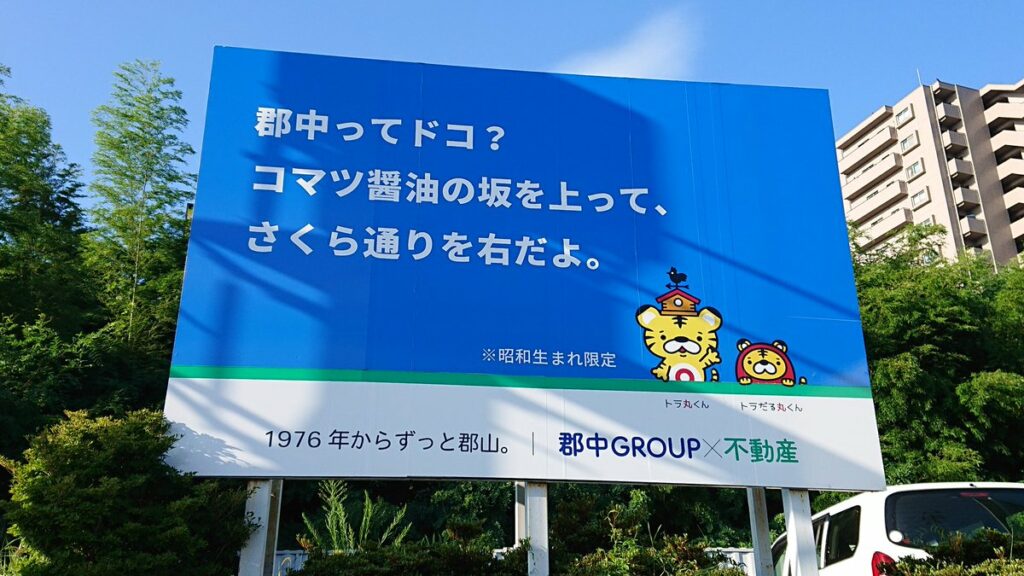 郡中ってドコ？
コマツ醤油の坂を上って、
さくら通りを右だよ。
※昭和生まれ限定
トラ丸くん トラだる丸くん
1976年からずっと郡山。｜郡中GROUP×不動産